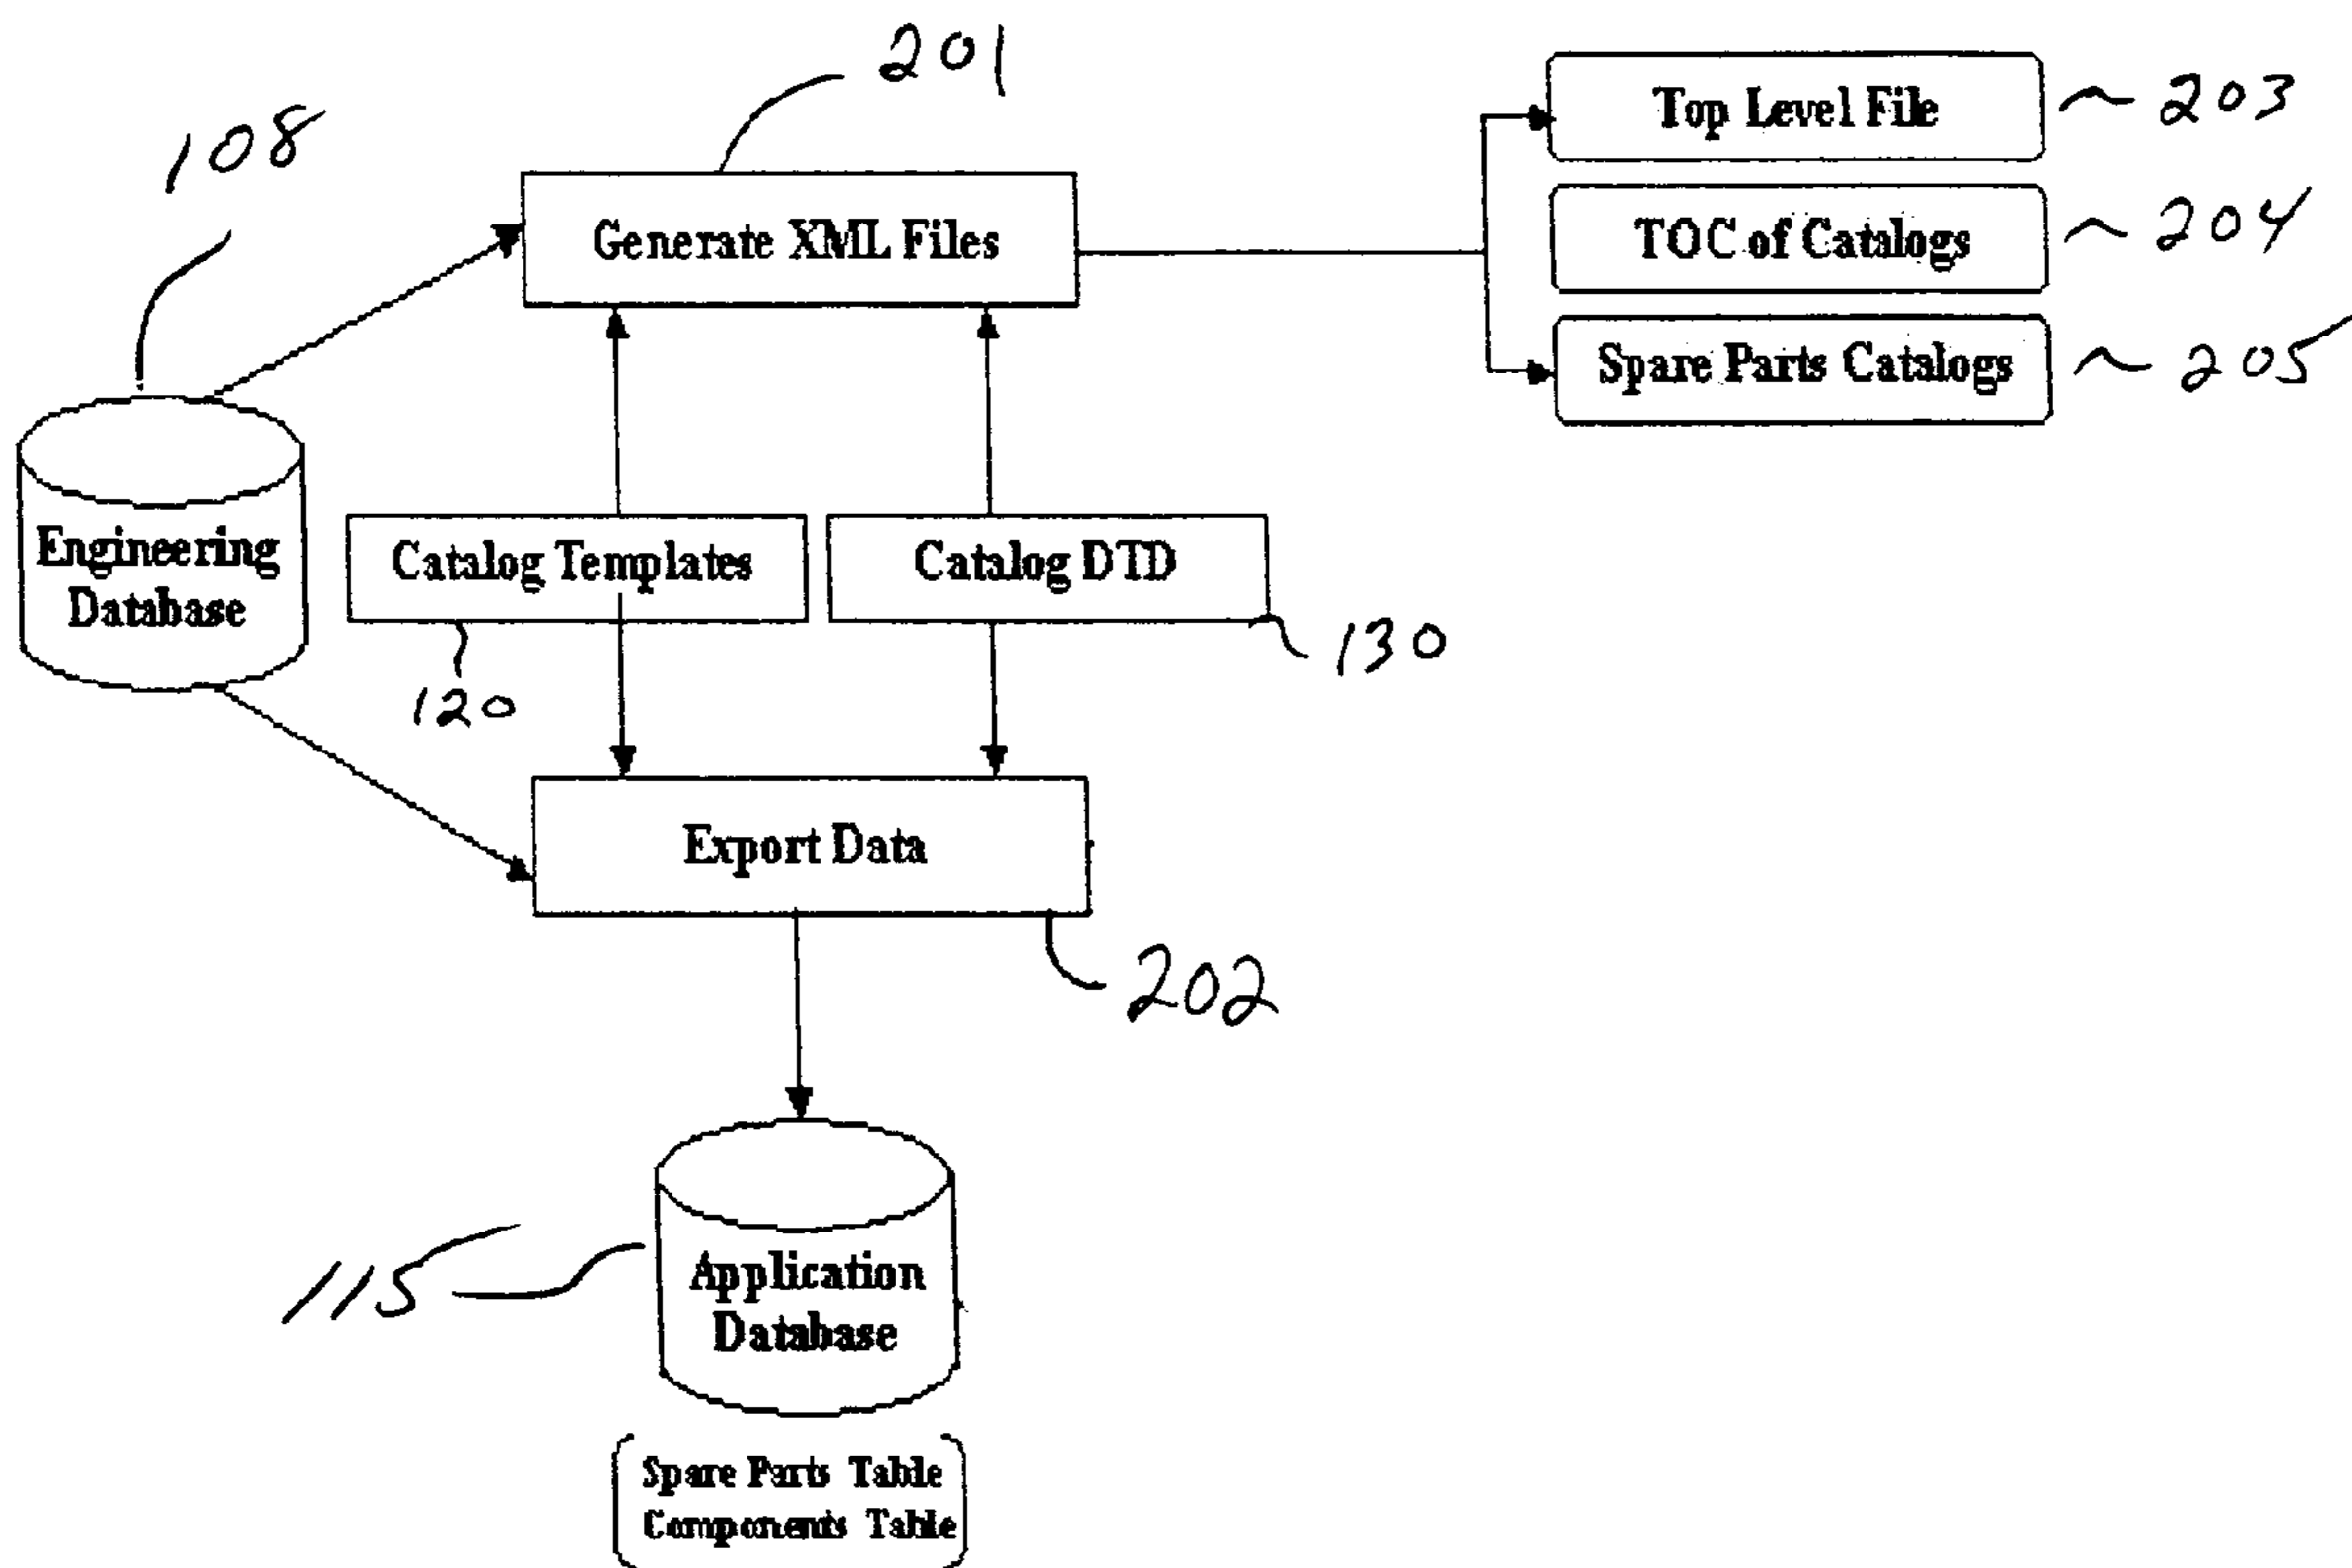 201
Top Level File
203
108
Generate XML Files
TOC of Catalogs
204
Spare Parts Catalogs
205
Engineering
Database
Catalog Templates
Catalog DTD
120
130
Export Data
202
115
Application
Database
Spare Parts Table
Components Table